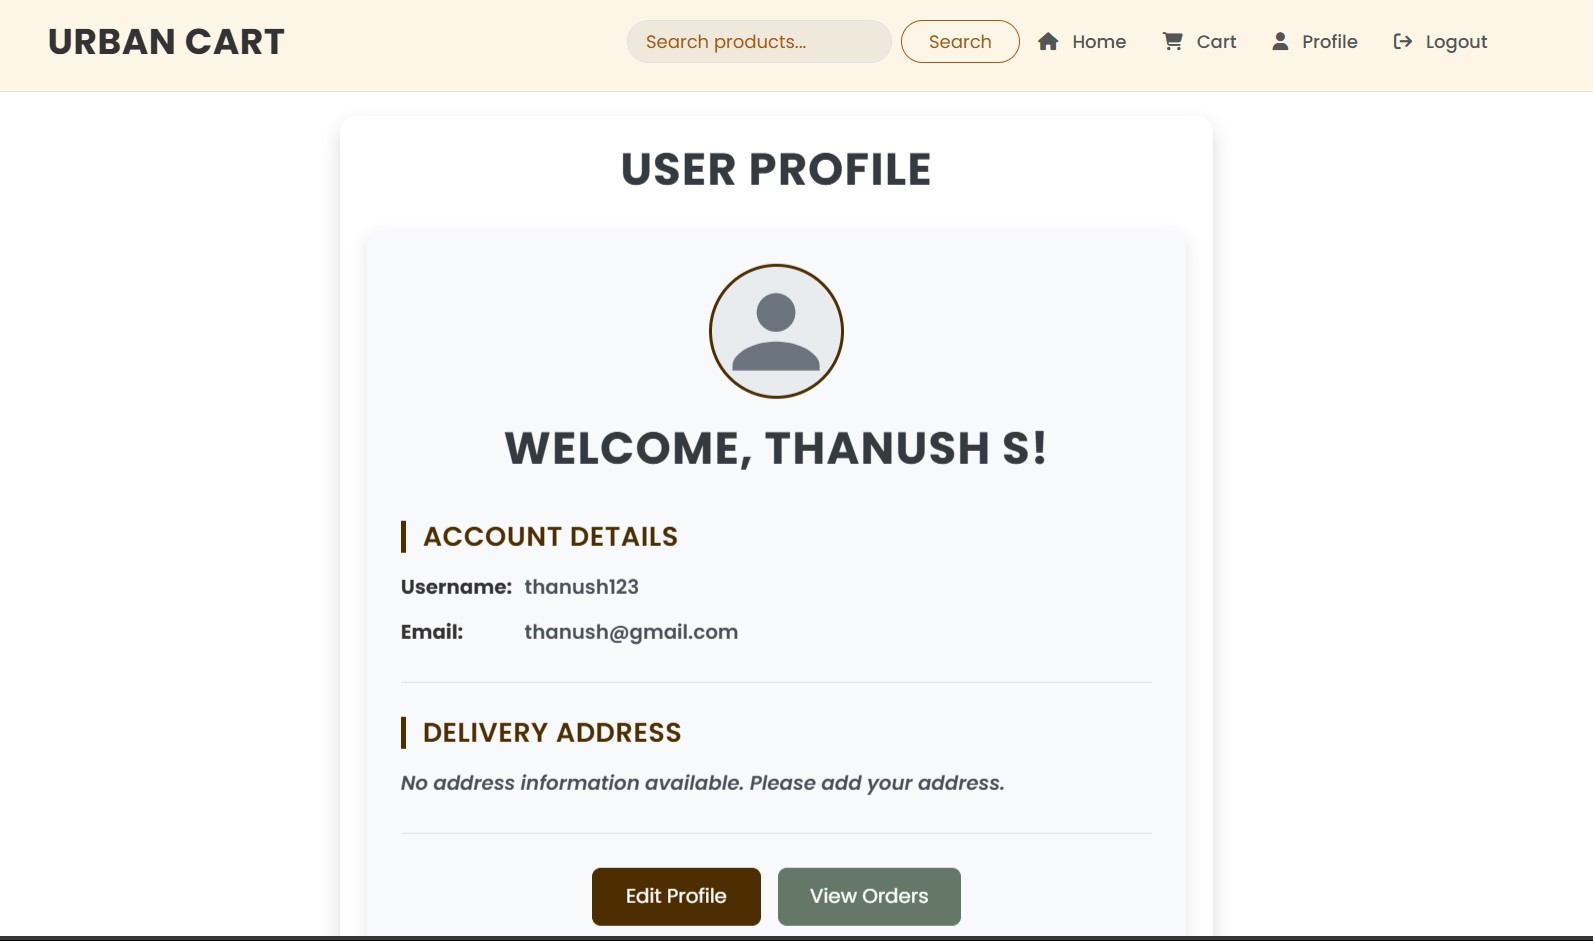 URBAN CART
Search products...
Search
Home
Cart
Profile
Logout
USER PROFILE
WELCOME, THANUSH S!
ACCOUNT DETAILS
Username: thanush123
Email: thanush@gmail.com
DELIVERY ADDRESS
No address information available. Please add your address.
Edit Profile
View Orders